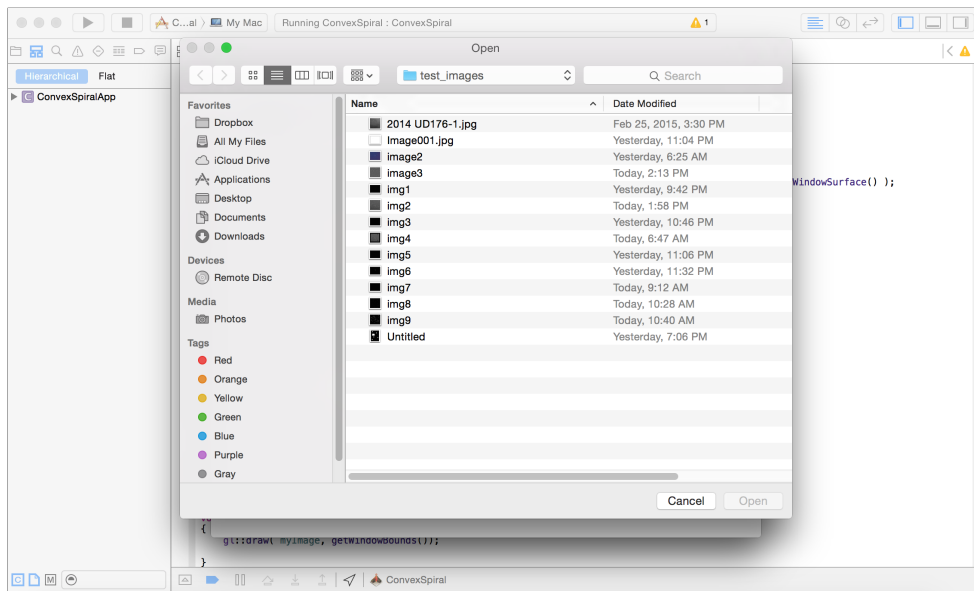 C...al 〉 My Mac
Running ConvexSpiral : ConvexSpiral
1
Hierarchical Flat
ConvexSpiralApp
Open
test_images
Search
Favorites
Dropbox
All My Files
iCloud Drive
Applications
Desktop
Documents
Downloads
Devices
Remote Disc
Media
Photos
Tags
Red
Orange
Yellow
Green
Blue
Purple
Gray
Name Date Modified
2014 UD176-1.jpg Feb 25, 2015, 3:30 PM
Image001.jpg Yesterday, 11:04 PM
image2 Yesterday, 6:25 AM
image3 Today, 2:13 PM
img1 Yesterday, 9:42 PM
img2 Today, 1:58 PM
img3 Yesterday, 10:46 PM
img4 Today, 6:47 AM
img5 Yesterday, 11:06 PM
img6 Yesterday, 11:32 PM
img7 Today, 9:12 AM
img8 Today, 10:28 AM
img9 Today, 10:40 AM
Untitled Yesterday, 7:06 PM
Cancel Open
WindowSurface() );
{
gl::draw( myImage, getWindowBounds());
}
C M
ConvexSpiral